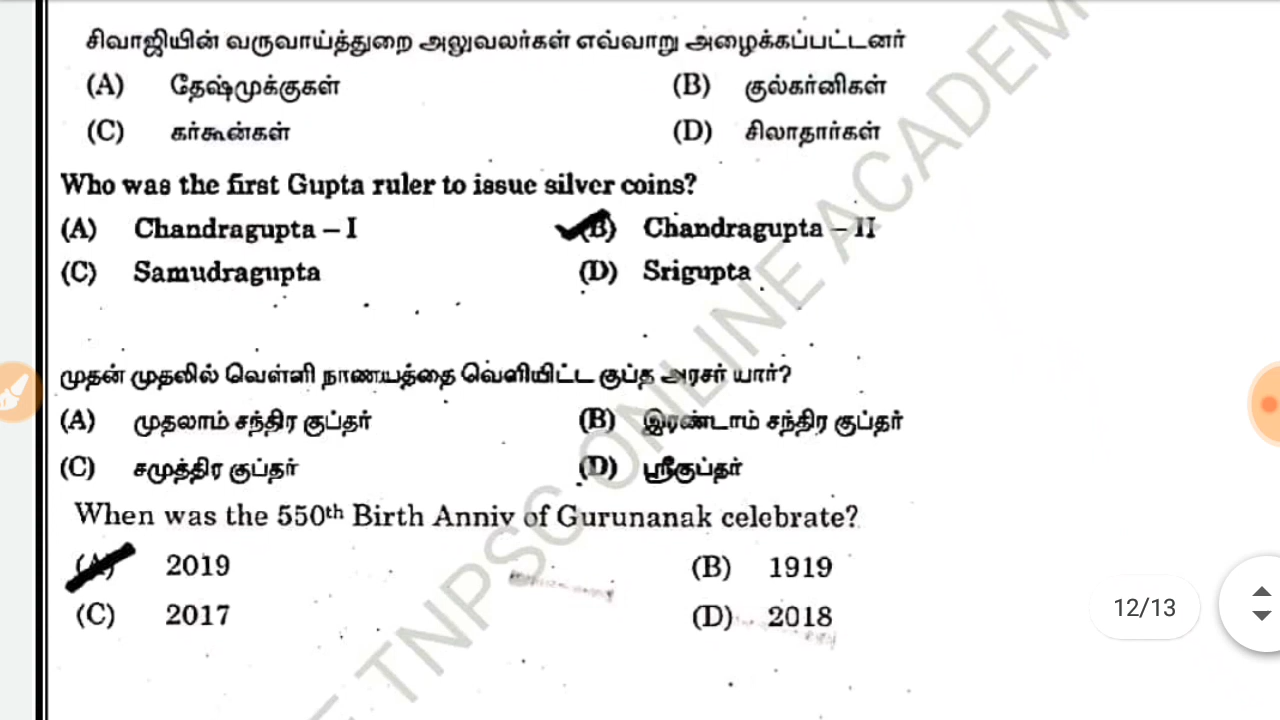 சிவாஜியின் வருவாய்த்துறை அலுவலர்கள் எவ்வாறு அழைக்கப்பட்டனர்
(A) தேஷ்முக்குகள் (B) குல்கர்னிகள்
(C) கர்கூன்கள் (D) சிலாதார்கள்
Who was the first Gupta ruler to issue silver coins?
(A) Chandragupta – I (B) Chandragupta – II
(C) Samudragupta (D) Srigupta
முதன் முதலில் வெள்ளி நாணயத்தை வெளியிட்ட குப்த அரசர் யார்?
(A) முதலாம் சந்திர குப்தர் (B) இரண்டாம் சந்திர குப்தர்
(C) சமுத்திர குப்தர் (D) ஸ்ரீகுப்தர்
When was the 550th Birth Anniv of Gurunanak celebrate?
(A) 2019 (B) 1919
(C) 2017 (D) 2018
12/13
TNPSC ONLINE ACADEM